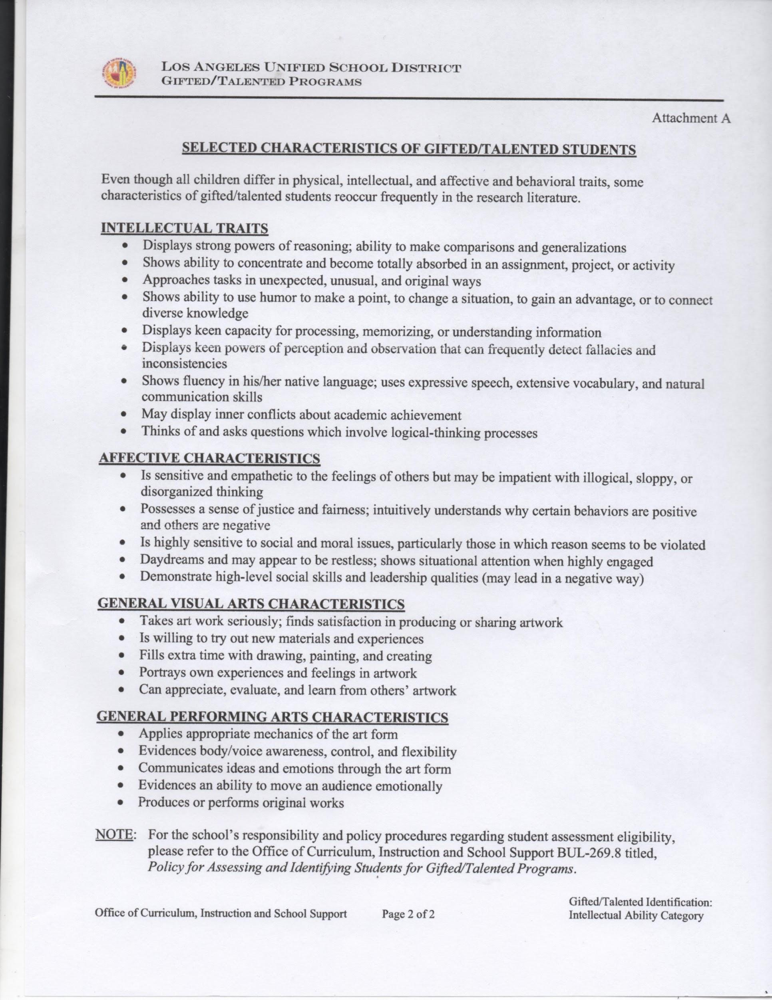 LOS ANGELES UNIFIED SCHOOL DISTRICT
GIFTED/TALENTED PROGRAMS
Attachment A
SELECTED CHARACTERISTICS OF GIFTED/TALENTED STUDENTS
Even though all children differ in physical, intellectual, and affective and behavioral traits, some
characteristics of gifted/talented students reoccur frequently in the research literature.
INTELLECTUAL TRAITS
• Displays strong powers of reasoning; ability to make comparisons and generalizations
• Shows ability to concentrate and become totally absorbed in an assignment, project, or activity
• Approaches tasks in unexpected, unusual, and original ways
• Shows ability to use humor to make a point, to change a situation, to gain an advantage, or to connect
diverse knowledge
• Displays keen capacity for processing, memorizing, or understanding information
• Displays keen powers of perception and observation that can frequently detect fallacies and
inconsistencies
• Shows fluency in his/her native language; uses expressive speech, extensive vocabulary, and natural
communication skills
• May display inner conflicts about academic achievement
• Thinks of and asks questions which involve logical-thinking processes
AFFECTIVE CHARACTERISTICS
• Is sensitive and empathetic to the feelings of others but may be impatient with illogical, sloppy, or
disorganized thinking
• Possesses a sense of justice and fairness; intuitively understands why certain behaviors are positive
and others are negative
• Is highly sensitive to social and moral issues, particularly those in which reason seems to be violated
• Daydreams and may appear to be restless; shows situational attention when highly engaged
• Demonstrate high-level social skills and leadership qualities (may lead in a negative way)
GENERAL VISUAL ARTS CHARACTERISTICS
• Takes art work seriously; finds satisfaction in producing or sharing artwork
• Is willing to try out new materials and experiences
• Fills extra time with drawing, painting, and creating
• Portrays own experiences and feelings in artwork
• Can appreciate, evaluate, and learn from others’ artwork
GENERAL PERFORMING ARTS CHARACTERISTICS
• Applies appropriate mechanics of the art form
• Evidences body/voice awareness, control, and flexibility
• Communicates ideas and emotions through the art form
• Evidences an ability to move an audience emotionally
• Produces or performs original works
NOTE: For the school’s responsibility and policy procedures regarding student assessment eligibility,
please refer to the Office of Curriculum, Instruction and School Support BUL-269.8 titled,
Policy for Assessing and Identifying Students for Gifted/Talented Programs.
Office of Curriculum, Instruction and School Support Page 2 of 2
Gifted/Talented Identification:
Intellectual Ability Category